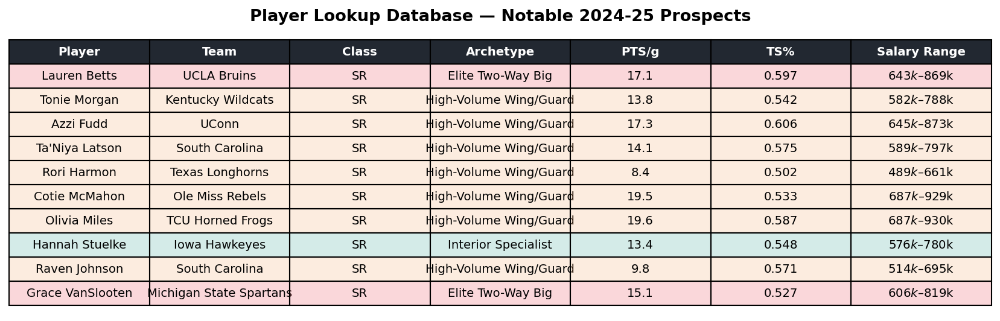 Player Lookup Database — Notable 2024-25 Prospects
Player Team Class Archetype PTS/g TS% Salary Range
Lauren Betts UCLA Bruins SR Elite Two-Way Big 17.1 0.597 643k–869k
Tonie Morgan Kentucky Wildcats SR High-Volume Wing/Guard 13.8 0.542 582k–788k
Azzi Fudd UConn SR High-Volume Wing/Guard 17.3 0.606 645k–873k
Ta'Niya Latson South Carolina SR High-Volume Wing/Guard 14.1 0.575 589k–797k
Rori Harmon Texas Longhorns SR High-Volume Wing/Guard 8.4 0.502 489k–661k
Cotie McMahon Ole Miss Rebels SR High-Volume Wing/Guard 19.5 0.533 687k–929k
Olivia Miles TCU Horned Frogs SR High-Volume Wing/Guard 19.6 0.587 687k–930k
Hannah Stuelke Iowa Hawkeyes SR Interior Specialist 13.4 0.548 576k–780k
Raven Johnson South Carolina SR High-Volume Wing/Guard 9.8 0.571 514k–695k
Grace VanSlooten Michigan State Spartans SR Elite Two-Way Big 15.1 0.527 606k–819k